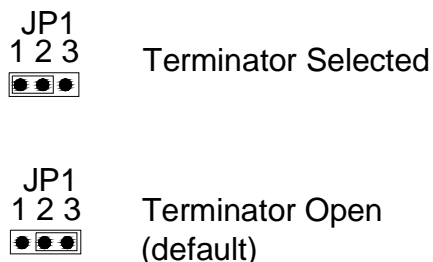 JP1
1 2 3
Terminator Selected
JP1
1 2 3
Terminator Open
(default)